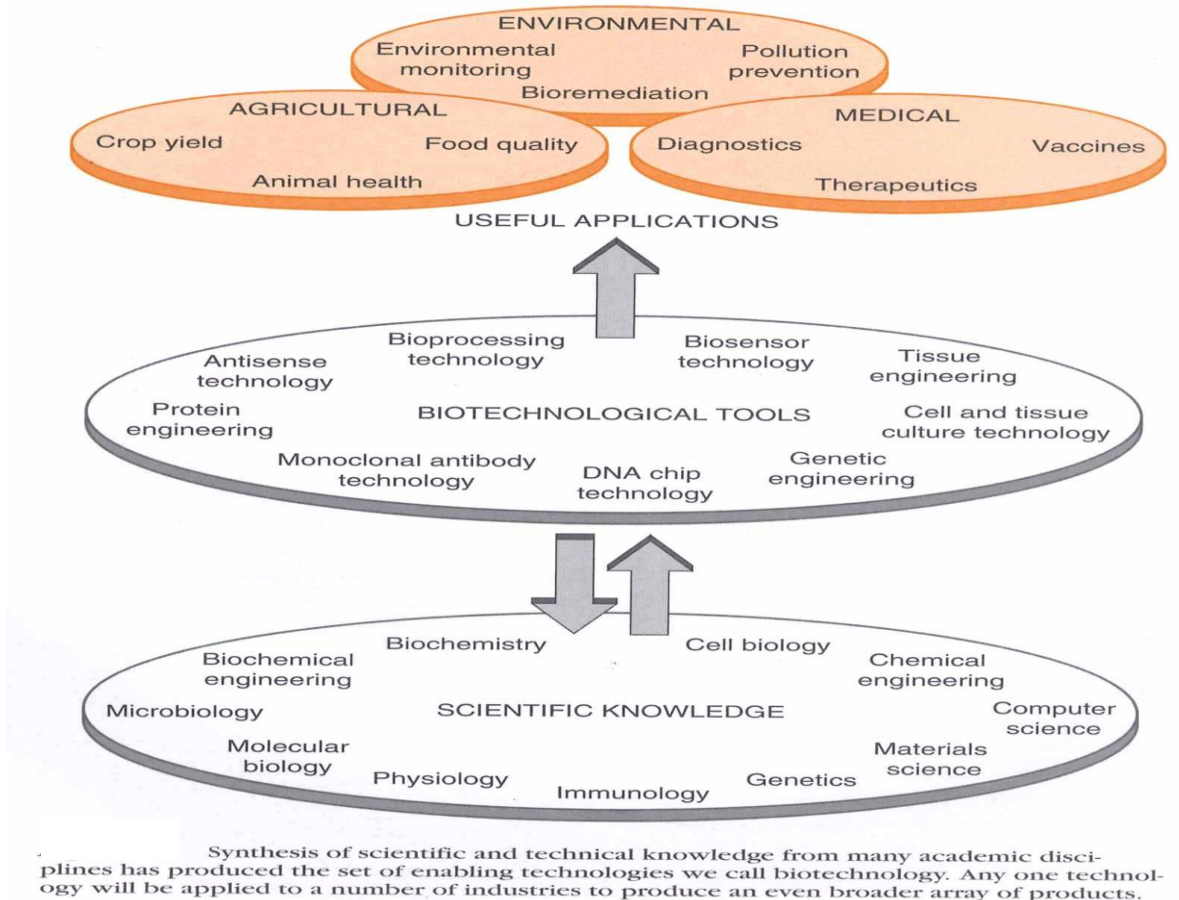 ENVIRONMENTAL
Environmental
monitoring
Pollution
prevention
Bioremediation
AGRICULTURAL
Crop yield
Food quality
Animal health
MEDICAL
Diagnostics
Vaccines
Therapeutics
USEFUL APPLICATIONS
Bioprocessing
technology
Biosensor
technology
Antisense
technology
Tissue
engineering
Protein
engineering
BIOTECHNOLOGICAL TOOLS
Cell and tissue
culture technology
Monoclonal antibody
technology
DNA chip
technology
Genetic
engineering
Biochemistry
Cell biology
Biochemical
engineering
Chemical
engineering
Microbiology
SCIENTIFIC KNOWLEDGE
Computer
science
Molecular
biology
Materials
science
Physiology
Immunology
Genetics
Synthesis of scientific and technical knowledge from many academic disci-
plines has produced the set of enabling technologies we call biotechnology. Any one technol-
ogy will be applied to a number of industries to produce an even broader array of products.